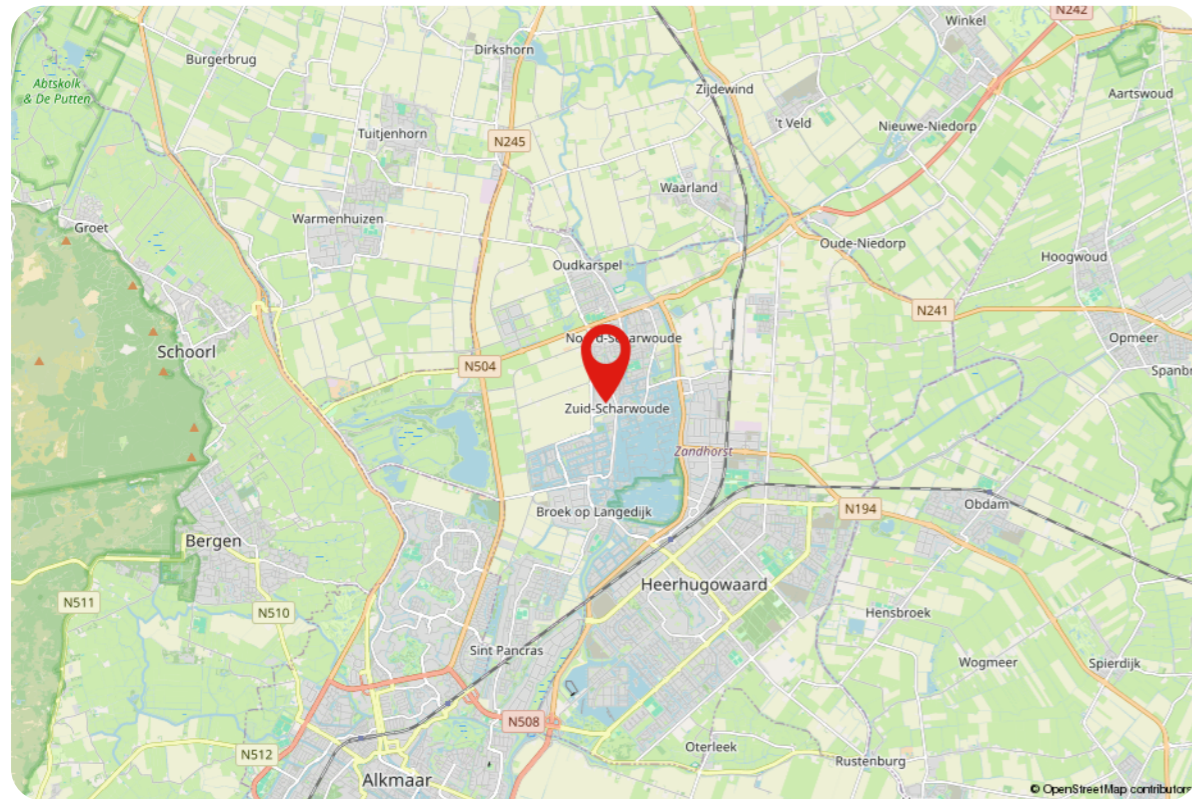 N242
Winkel
Dirkshorn
Burgerbrug
Abtskolk
& De Putten
Zijdewind
Aartswoud
't Veld
Nieuwe-Niedorp
Tuitjenhorn
N245
Waarland
Warmenhuizen
Groet
Oude-Niedorp
Hoogwoud
Oudkarspel
N241
Noord-Scharwoude
Opmeer
Schoorl
N504
Spanbr
Zuid-Scharwoude
Zandhorst
Obdam
N194
Broek op Langedijk
Bergen
Heerhugowaard
N511
N510
Hensbroek
Sint Pancras
Wogmeer
Spierdijk
N508
Oterleek
N512
Rustenburg
Alkmaar
© OpenStreetMap contributors